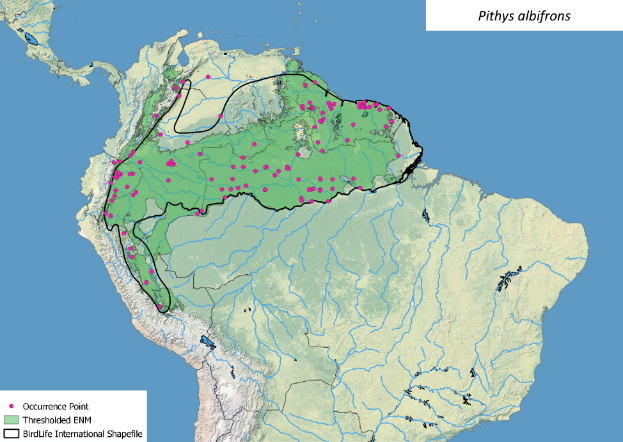 Pithys albifrons
Occurrence Point
Thresholded ENM
BirdLife International Shapefile